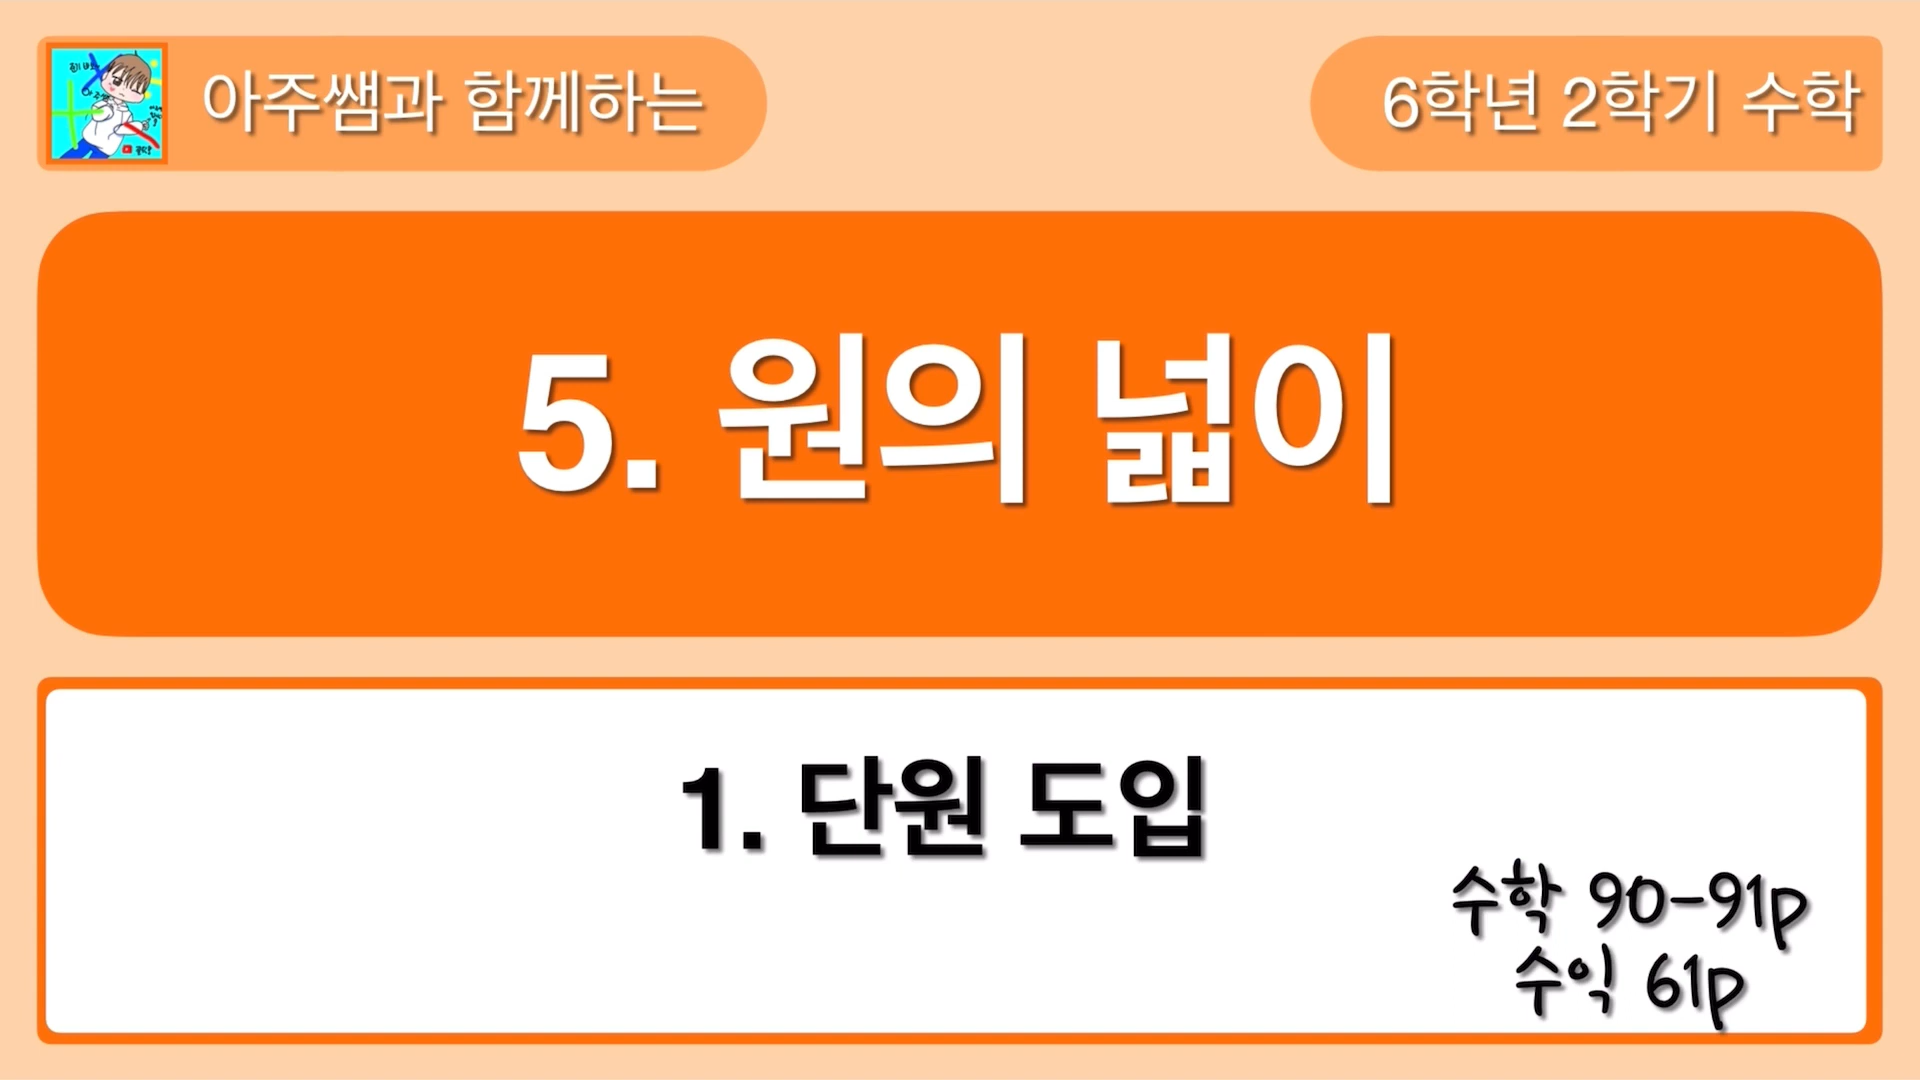 아주쌤과 함께하는
6학년 2학기 수학
5. 원의 넓이
1. 단원 도입
수학 90-91p
수익 61p